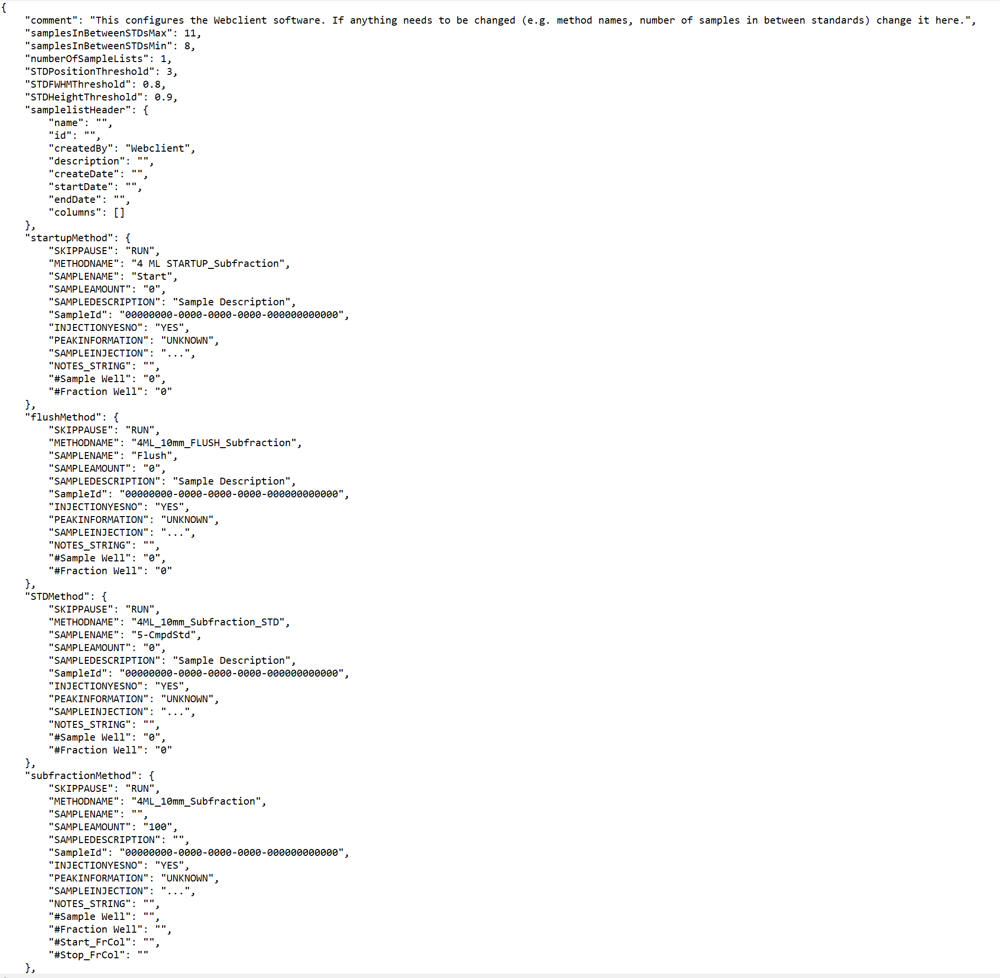 {
    "comment": "This configures the Webclient software. If anything needs to be changed (e.g. method names, number of samples in between standards) change it here.",
    "samplesInBetweenSTDsMax": 11,
    "samplesInBetweenSTDsMin": 8,
    "numberOfSampleLists": 1,
    "STDPositionThreshold": 3,
    "STDFWHMThreshold": 0.8,
    "STDHeightThreshold": 0.9,
    "samplelistHeader": {
        "name": "",
        "id": "",
        "createdBy": "Webclient",
        "description": "",
        "createDate": "",
        "startDate": "",
        "endDate": "",
        "columns": []
    },
    "startupMethod": {
        "SKIPPAUSE": "RUN",
        "METHODNAME": "4 ML STARTUP_Subfraction",
        "SAMPLENAME": "Start",
        "SAMPLEAMOUNT": "0",
        "SAMPLEDESCRIPTION": "Sample Description",
        "SampleId": "00000000-0000-0000-0000-000000000000",
        "INJECTIONYESNO": "YES",
        "PEAKINFORMATION": "UNKNOWN",
        "SAMPLEINJECTION": "...",
        "NOTES_STRING": "",
        "#Sample Well": "0",
        "#Fraction Well": "0"
    },
    "flushMethod": {
        "SKIPPAUSE": "RUN",
        "METHODNAME": "4ML_10mm_FLUSH_Subfraction",
        "SAMPLENAME": "Flush",
        "SAMPLEAMOUNT": "0",
        "SAMPLEDESCRIPTION": "Sample Description",
        "SampleId": "00000000-0000-0000-0000-000000000000",
        "INJECTIONYESNO": "YES",
        "PEAKINFORMATION": "UNKNOWN",
        "SAMPLEINJECTION": "...",
        "NOTES_STRING": "",
        "#Sample Well": "0",
        "#Fraction Well": "0"
    },
    "STDMethod": {
        "SKIPPAUSE": "RUN",
        "METHODNAME": "4ML_10mm_Subfraction_STD",
        "SAMPLENAME": "5-CmpdStd",
        "SAMPLEAMOUNT": "0",
        "SAMPLEDESCRIPTION": "Sample Description",
        "SampleId": "00000000-0000-0000-0000-000000000000",
        "INJECTIONYESNO": "YES",
        "PEAKINFORMATION": "UNKNOWN",
        "SAMPLEINJECTION": "...",
        "NOTES_STRING": "",
        "#Sample Well": "0",
        "#Fraction Well": "0"
    },
    "subfractionMethod": {
        "SKIPPAUSE": "RUN",
        "METHODNAME": "4ML_10mm_Subfraction",
        "SAMPLENAME": "",
        "SAMPLEAMOUNT": "100",
        "SAMPLEDESCRIPTION": "",
        "SampleId": "00000000-0000-0000-0000-000000000000",
        "INJECTIONYESNO": "YES",
        "PEAKINFORMATION": "UNKNOWN",
        "SAMPLEINJECTION": "...",
        "NOTES_STRING": "",
        "#Sample Well": "",
        "#Fraction Well": "",
        "#Start_FrCol": "",
        "#Stop_FrCol": ""
    },